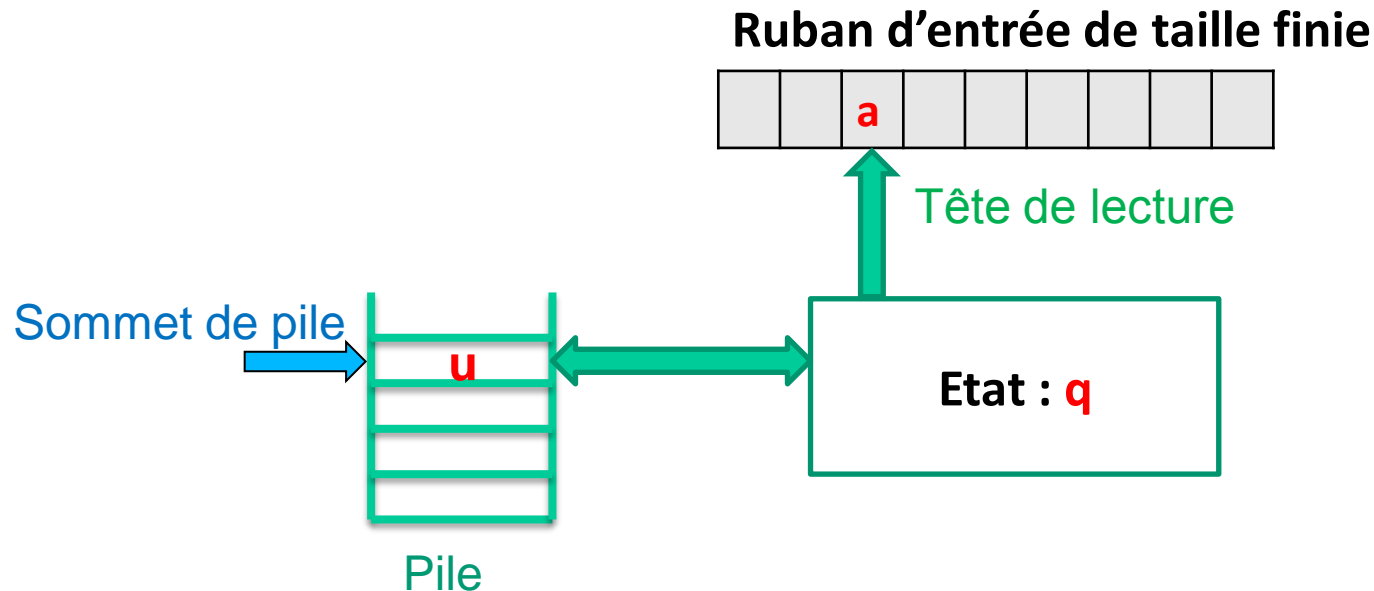 Ruban d’entrée de taille finie
a
Tête de lecture
Sommet de pile
u
Etat : q
Pile